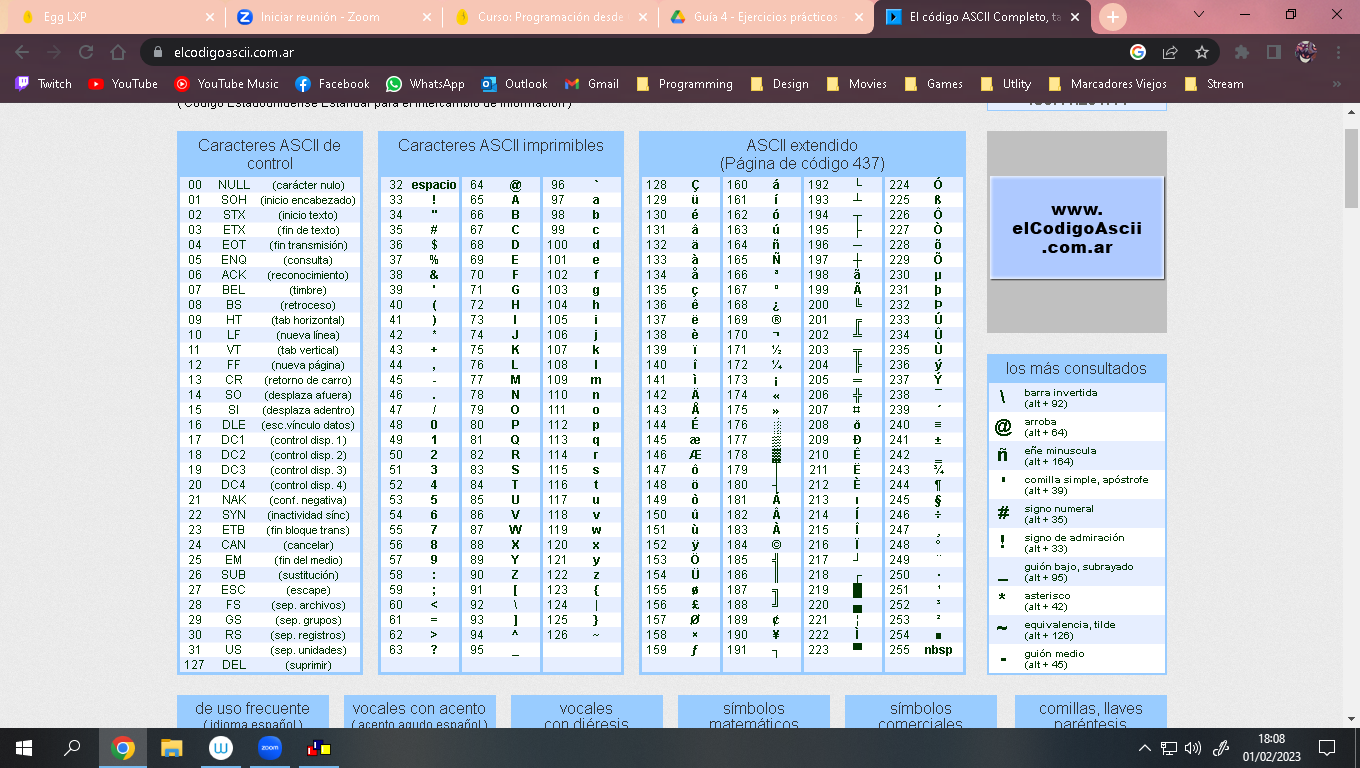 Egg LXP
Iniciar reunión - Zoom
Curso: Programación desde
Guía 4 - Ejercicios prácticos -
El código ASCII Completo, ta
elcodigoascii.com.ar
Twitch YouTube YouTube Music Facebook WhatsApp Outlook Gmail Programming Design Movies Games Utlity Marcadores Viejos Stream
( Código Estadounidense Estándar para el Intercambio de Información )
Caracteres ASCII de
control
00 NULL (carácter nulo)
01 SOH (inicio encabezado)
02 STX (inicio texto)
03 ETX (fin de texto)
04 EOT (fin transmisión)
05 ENQ (consulta)
06 ACK (reconocimiento)
07 BEL (timbre)
08 BS (retroceso)
09 HT (tab horizontal)
10 LF (nueva línea)
11 VT (tab vertical)
12 FF (nueva página)
13 CR (retorno de carro)
14 SO (desplaza afuera)
15 SI (desplaza adentro)
16 DLE (esc.vínculo datos)
17 DC1 (control disp. 1)
18 DC2 (control disp. 2)
19 DC3 (control disp. 3)
20 DC4 (control disp. 4)
21 NAK (conf. negativa)
22 SYN (inactividad sínc)
23 ETB (fin bloque trans)
24 CAN (cancelar)
25 EM (fin del medio)
26 SUB (sustitución)
27 ESC (escape)
28 FS (sep. archivos)
29 GS (sep. grupos)
30 RS (sep. registros)
31 US (sep. unidades)
127 DEL (suprimir)
Caracteres ASCII imprimibles
32 espacio 64 @ 96 `
33 ! 65 A 97 a
34 " 66 B 98 b
35 # 67 C 99 c
36 $ 68 D 100 d
37 % 69 E 101 e
38 & 70 F 102 f
39 ' 71 G 103 g
40 ( 72 H 104 h
41 ) 73 I 105 i
42 * 74 J 106 j
43 + 75 K 107 k
44 , 76 L 108 l
45 - 77 M 109 m
46 . 78 N 110 n
47 / 79 O 111 o
48 0 80 P 112 p
49 1 81 Q 113 q
50 2 82 R 114 r
51 3 83 S 115 s
52 4 84 T 116 t
53 5 85 U 117 u
54 6 86 V 118 v
55 7 87 W 119 w
56 8 88 X 120 x
57 9 89 Y 121 y
58 : 90 Z 122 z
59 ; 91 [ 123 {
60 < 92 \ 124 |
61 = 93 ] 125 }
62 > 94 ^ 126 ~
63 ? 95 _
ASCII extendido
(Página de código 437)
128 Ç 160 á 192 └ 224 Ó
129 ü 161 í 193 ┴ 225 ß
130 é 162 ó 194 ┬ 226 Ô
131 â 163 ú 195 ├ 227 Ò
132 ä 164 ñ 196 ─ 228 õ
133 à 165 Ñ 197 ┼ 229 Õ
134 å 166 ª 198 ã 230 µ
135 ç 167 º 199 Ã 231 þ
136 ê 168 ¿ 200 ╚ 232 Þ
137 ë 169 ® 201 ╔ 233 Ú
138 è 170 ¬ 202 ╩ 234 Û
139 ï 171 ½ 203 ╦ 235 Ù
140 î 172 ¼ 204 ╠ 236 ý
141 ì 173 ¡ 205 ═ 237 Ý
142 Ä 174 « 206 ╬ 238 ¯
143 Å 175 » 207 ¤ 239 ´
144 É 176 ░ 208 ð 240 ≡
145 æ 177 ▒ 209 Ð 241 ±
146 Æ 178 ▓ 210 Ê 242 ‗
147 ô 179 │ 211 Ë 243 ¾
148 ö 180 ┤ 212 È 244 ¶
149 ò 181 Á 213 ı 245 §
150 û 182 Â 214 Í 246 ÷
151 ù 183 À 215 Î 247 ¸
152 ÿ 184 © 216 Ï 248 °
153 Ö 185 ╣ 217 ┘ 249 ¨
154 Ü 186 ║ 218 ┌ 250 ·
155 ø 187 ╗ 219 █ 251 ¹
156 £ 188 ╝ 220 ▄ 252 ³
157 Ø 189 ¢ 221 ¦ 253 ²
158 × 190 ¥ 222 Ì 254 ■
159 ƒ 191 ┐ 223 ▀ 255 nbsp
www.
elCodigoAscii
.com.ar
los más consultados
\ barra invertida
(alt + 92)
@ arroba
(alt + 64)
ñ eñe minuscula
(alt + 164)
' comilla simple, apóstrofe
(alt + 39)
# signo numeral
(alt + 35)
! signo de admiración
(alt + 33)
_ guión bajo, subrayado
(alt + 95)
* asterisco
(alt + 42)
~ equivalencia, tilde
(alt + 126)
- guión medio
(alt + 45)
de uso frecuente
( idioma español )
vocales con acento
( acento agudo español )
vocales
con diéresis
símbolos
matemáticos
símbolos
comerciales
comillas, llaves
paréntesis
zoom
18:08
01/02/2023